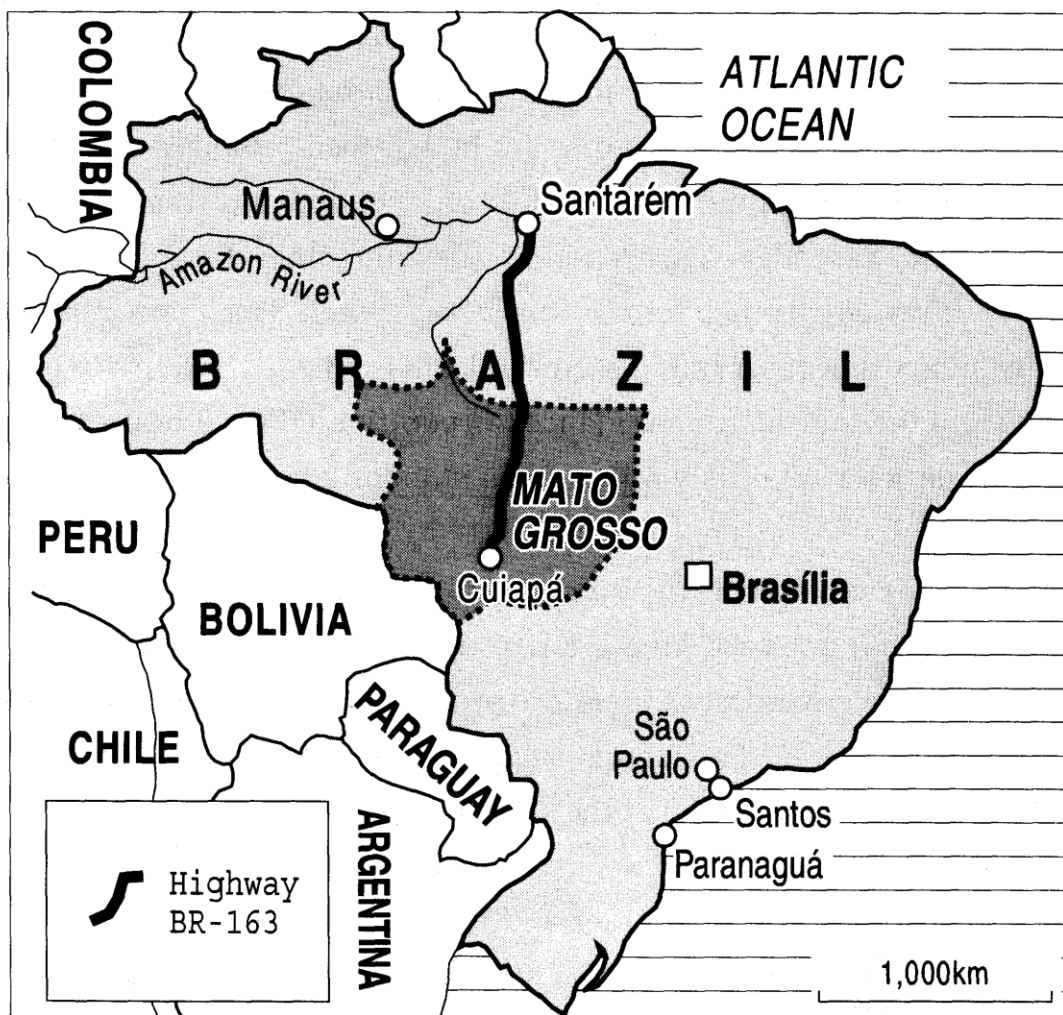 COLOMBIA
ATLANTIC
OCEAN
Manaus
Santarém
Amazon River
BRAZIL
MATO
GROSSO
PERU
Cuiapá
Brasília
BOLIVIA
PARAGUAY
CHILE
São
Paulo
Santos
Paranaguá
ARGENTINA
Highway
BR-163
1,000km